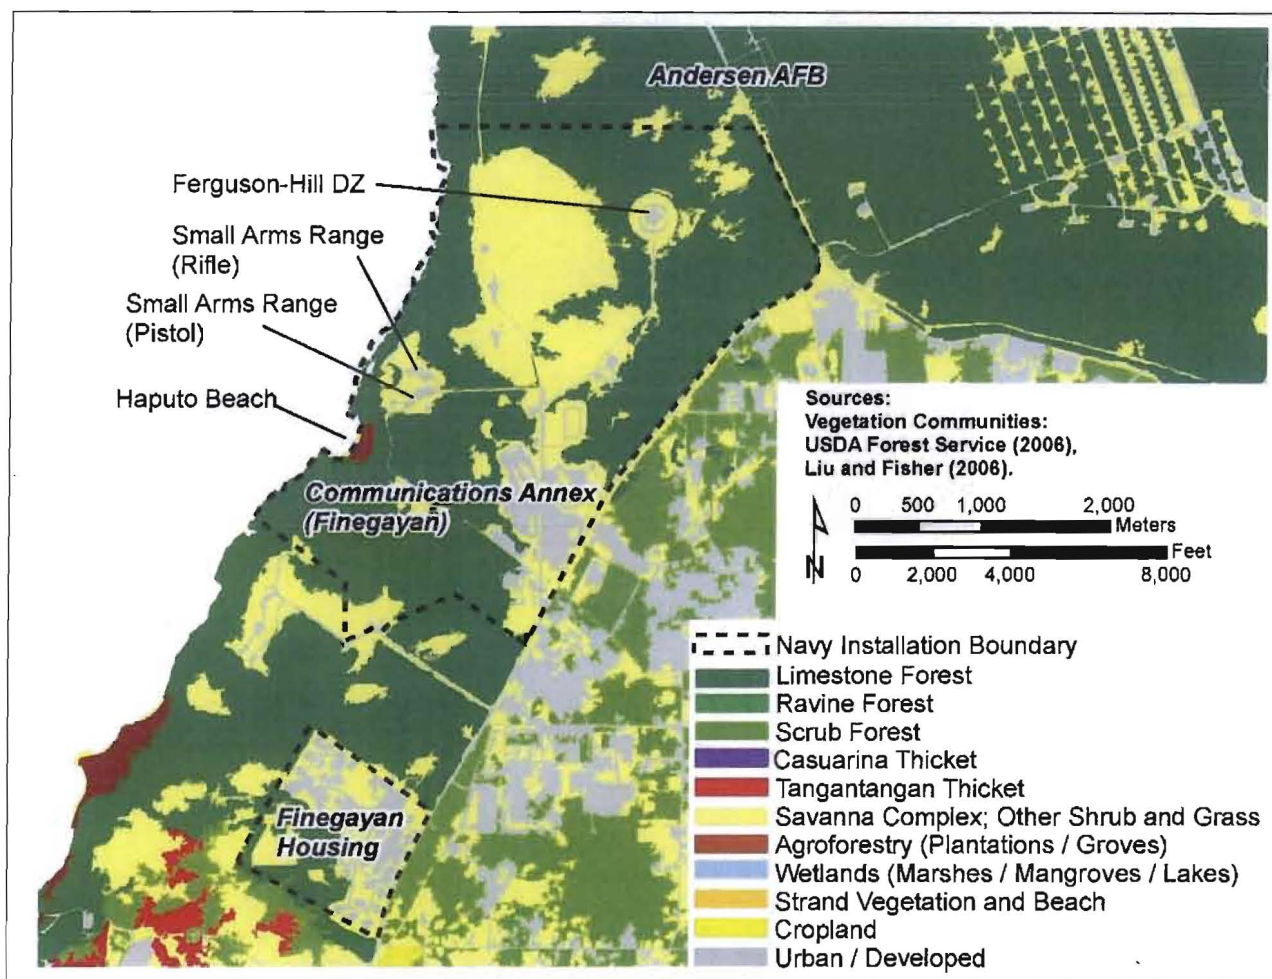 Andersen AFB
Ferguson-Hill DZ
Small Arms Range
(Rifle)
Small Arms Range
(Pistol)
Haputo Beach
Communications Annex
(Finegayan)
Finegayan
Housing
Sources:
Vegetation Communities:
USDA Forest Service (2006),
Liu and Fisher (2006).
N
0 500 1,000 2,000
Meters
Feet
0 2,000 4,000 8,000
Navy Installation Boundary
Limestone Forest
Ravine Forest
Scrub Forest
Casuarina Thicket
Tangantangan Thicket
Savanna Complex; Other Shrub and Grass
Agroforestry (Plantations / Groves)
Wetlands (Marshes / Mangroves / Lakes)
Strand Vegetation and Beach
Cropland
Urban / Developed